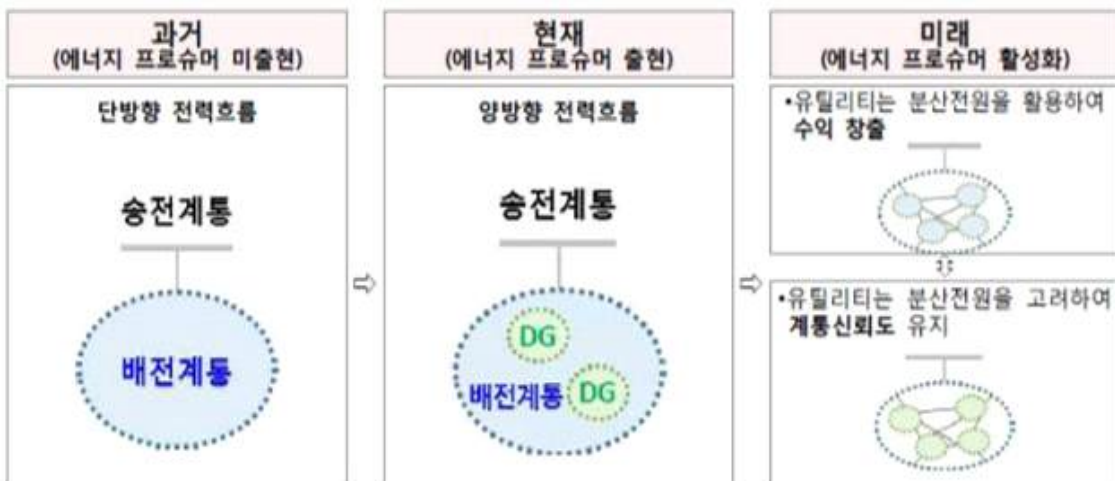 과거
(에너지 프로슈머 미출현)
단방향 전력흐름
송전계통
배전계통
현재
(에너지 프로슈머 출현)
양방향 전력흐름
송전계통
DG
배전계통
DG
미래
(에너지 프로슈머 활성화)
•유틸리티는 분산전원을 활용하여
수익 창출
•유틸리티는 분산전원을 고려하여
계통신뢰도 유지